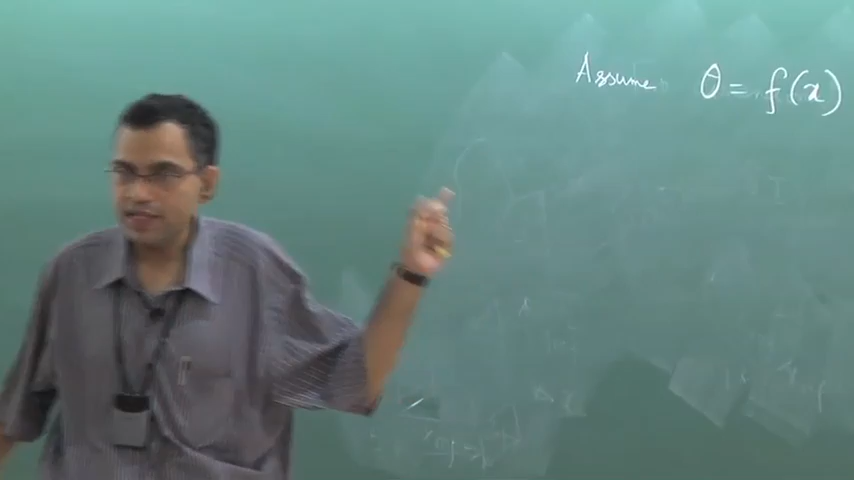 Assume θ = f(x)